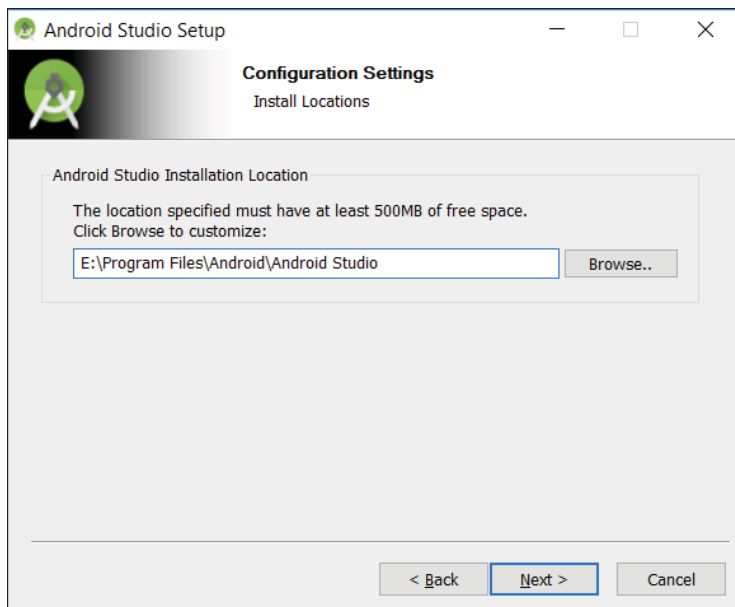 Android Studio Setup
Configuration Settings
Install Locations
Android Studio Installation Location
The location specified must have at least 500MB of free space.
Click Browse to customize:
E:\Program Files\Android\Android Studio
Browse..
< Back
Next >
Cancel